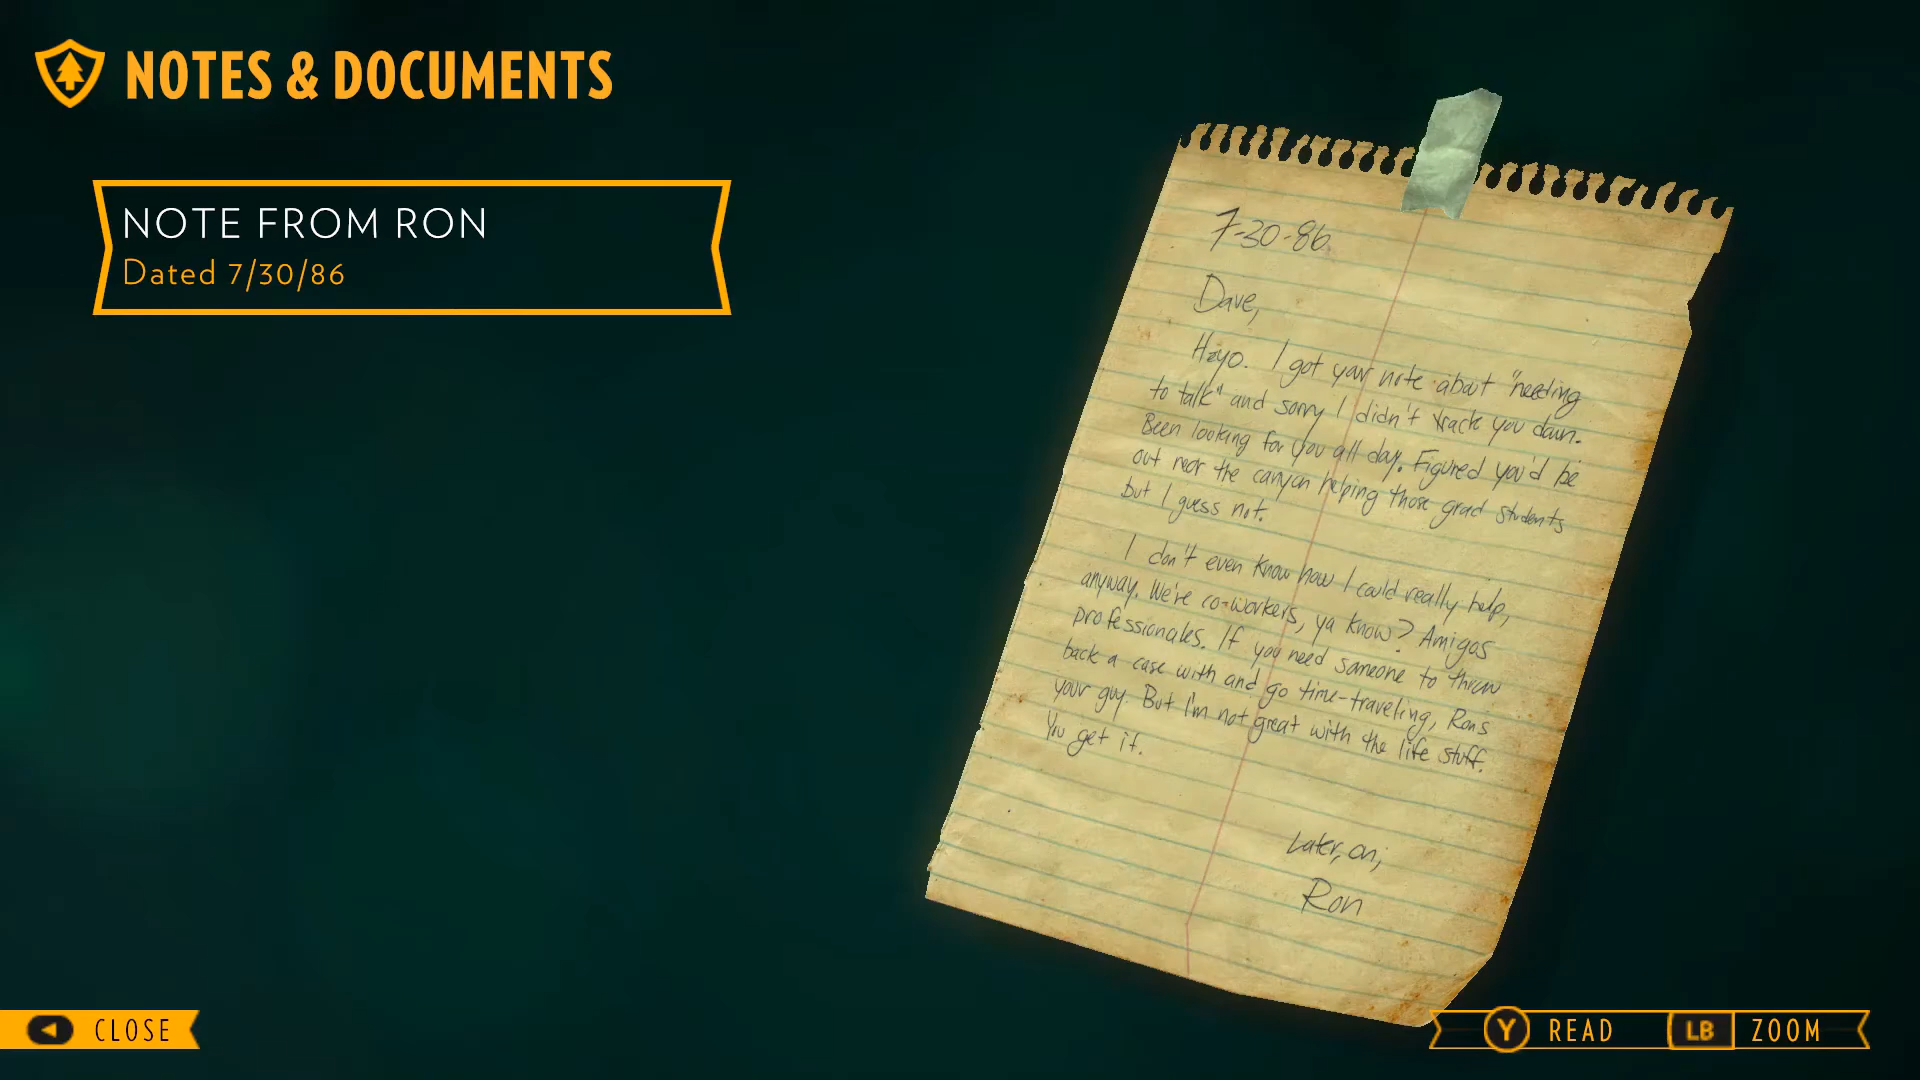 NOTES & DOCUMENTS
NOTE FROM RON
Dated 7/30/86
7-30-86
Dave,
Heyo. I got your note about "needing
to talk" and sorry I didn't track you down.
Been looking for you all day. Figured you'd be
out near the canyon helping those grad students
but I guess not.
I don't even know how I could really help,
anyway. We're co-workers, ya know? Amigos
professionales. If you need someone to throw
back a case with and go time-traveling, Rons
your guy. But I'm not great with the life stuff.
You get it.
Later, on,
Ron
CLOSE
Y READ LB ZOOM